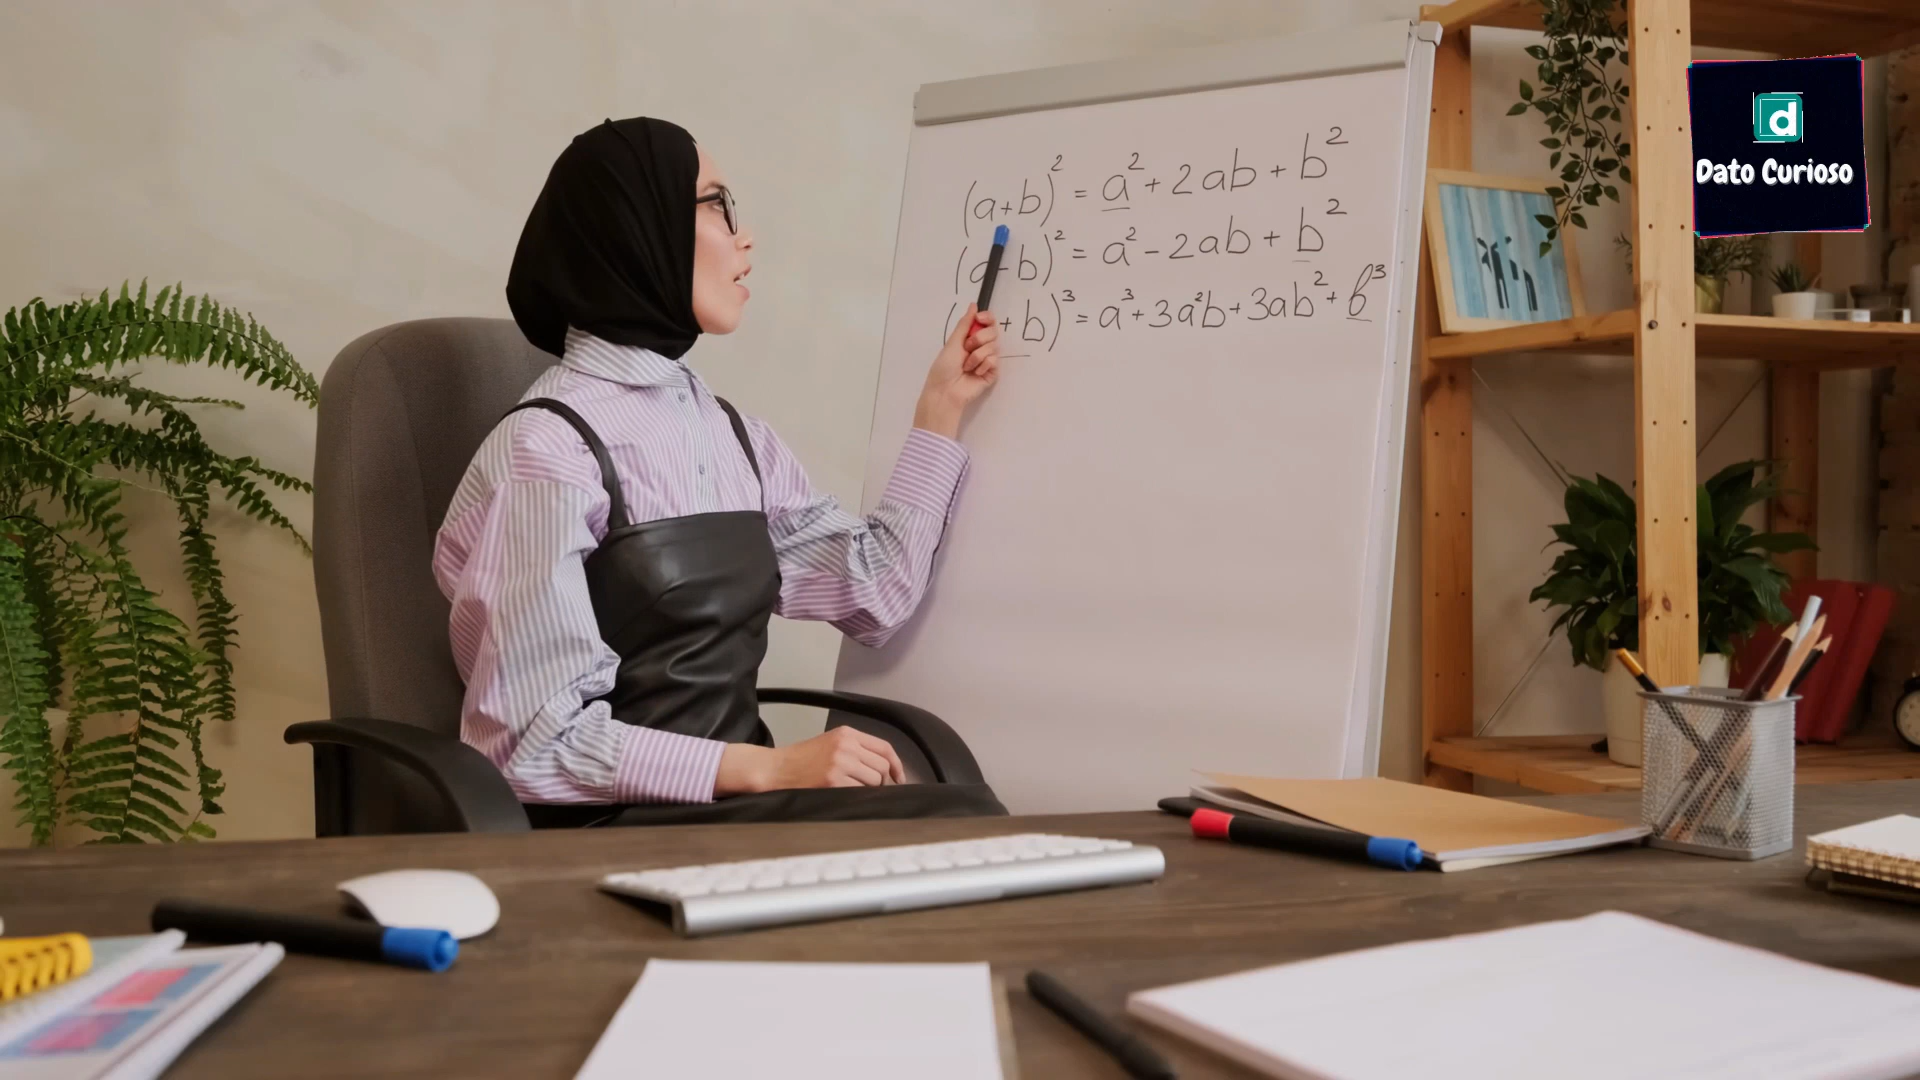 (a+b)² = a² + 2ab + b²
(a-b)² = a² - 2ab + b²
+ b)³ = a³+3a²b+3ab²+b³
d
Dato Curioso